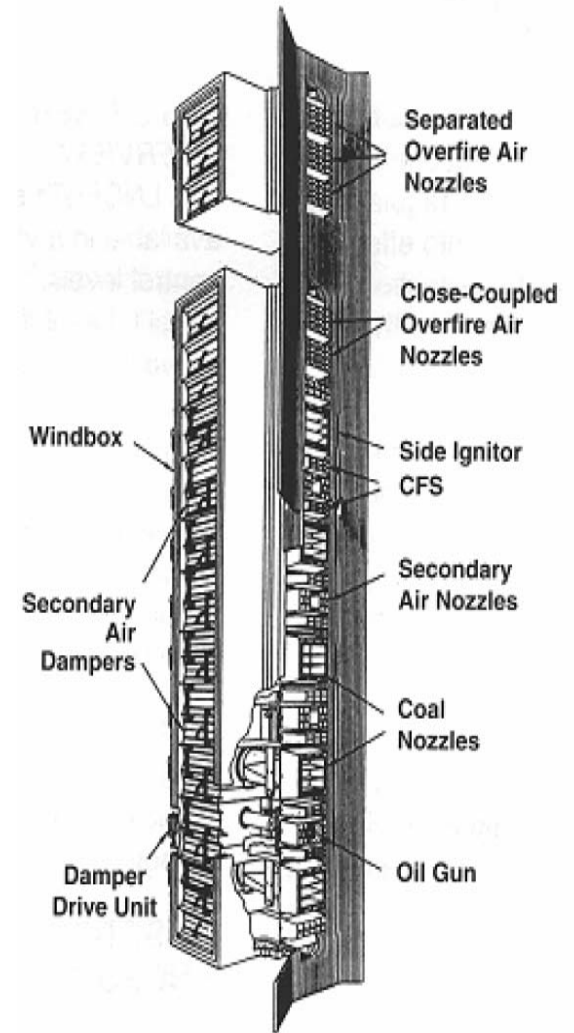 Separated
Overfire Air
Nozzles
Close-Coupled
Overfire Air
Nozzles
Windbox
Side Ignitor
CFS
Secondary
Air
Dampers
Secondary
Air Nozzles
Coal
Nozzles
Damper
Drive Unit
Oil Gun